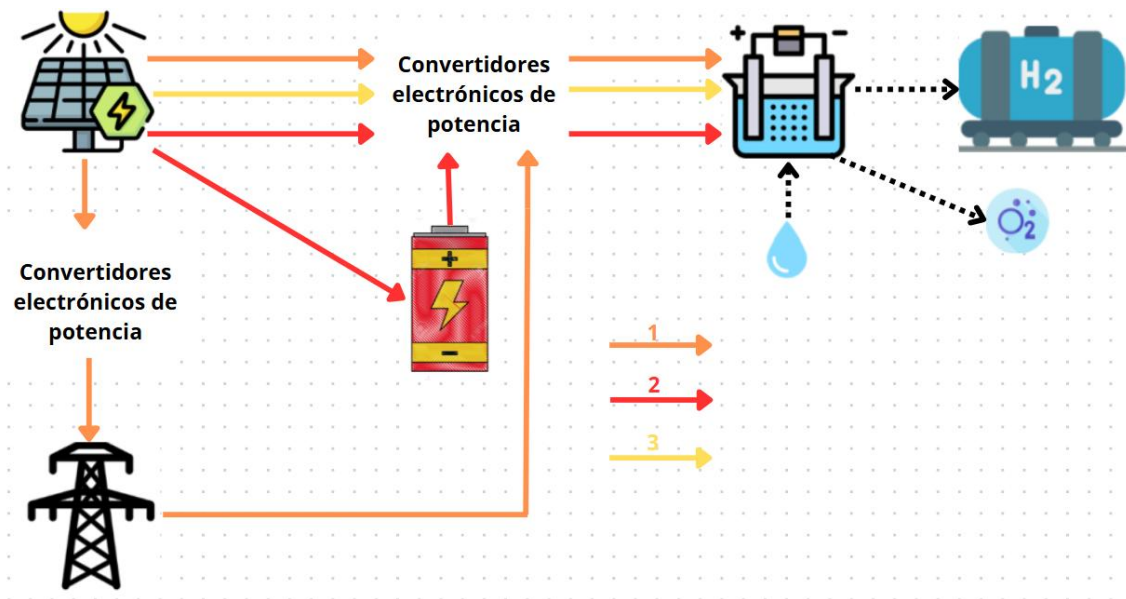 Convertidores
electrónicos de
potencia
+ −
H2
O2
Convertidores
electrónicos de
potencia
+
−
1
2
3